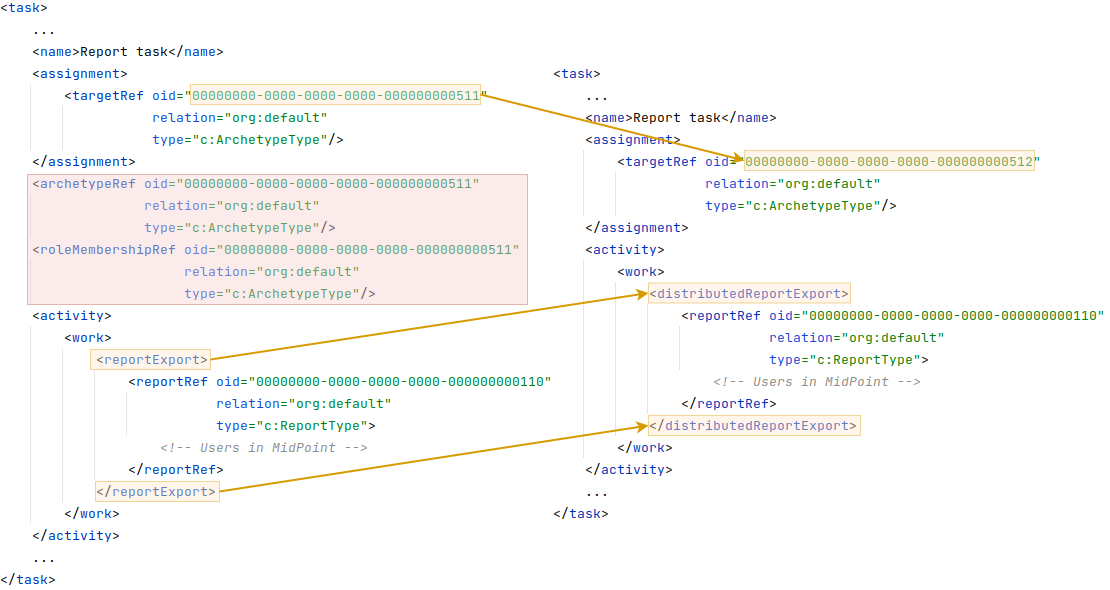 <task>
    ...
    <name>Report task</name>
    <assignment>
        <targetRef oid="00000000-0000-0000-0000-000000000511"
                   relation="org:default"
                   type="c:ArchetypeType"/>
    </assignment>
    <archetypeRef oid="00000000-0000-0000-0000-000000000511"
                  relation="org:default"
                  type="c:ArchetypeType"/>
    <roleMembershipRef oid="00000000-0000-0000-0000-000000000511"
                       relation="org:default"
                       type="c:ArchetypeType"/>
    <activity>
        <work>
            <reportExport>
                <reportRef oid="00000000-0000-0000-0000-000000000110"
                           relation="org:default"
                           type="c:ReportType">
                    <!-- Users in MidPoint -->
                </reportRef>
            </reportExport>
        </work>
    </activity>
    ...
</task>
<task>
    ...
    <name>Report task</name>
    <assignment>
        <targetRef oid="00000000-0000-0000-0000-000000000512"
                   relation="org:default"
                   type="c:ArchetypeType"/>
    </assignment>
    <activity>
        <work>
            <distributedReportExport>
                <reportRef oid="00000000-0000-0000-0000-000000000110"
                           relation="org:default"
                           type="c:ReportType">
                    <!-- Users in MidPoint -->
                </reportRef>
            </distributedReportExport>
        </work>
    </activity>
    ...
</task>